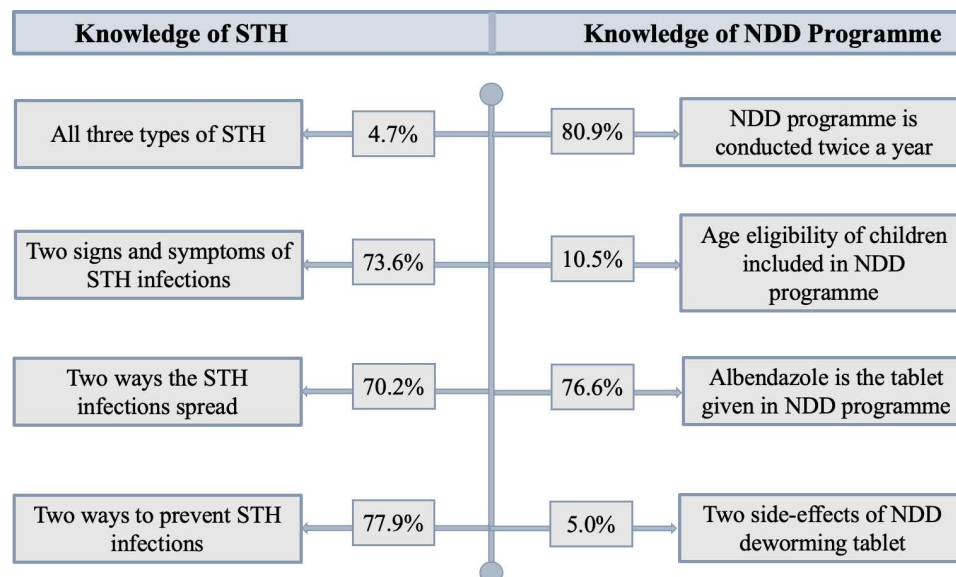 Knowledge of STH
Knowledge of NDD Programme
All three types of STH
4.7%
80.9%
NDD programme is
conducted twice a year
Two signs and symptoms of
STH infections
73.6%
10.5%
Age eligibility of children
included in NDD
programme
Two ways the STH
infections spread
70.2%
76.6%
Albendazole is the tablet
given in NDD programme
Two ways to prevent STH
infections
77.9%
5.0%
Two side-effects of NDD
deworming tablet